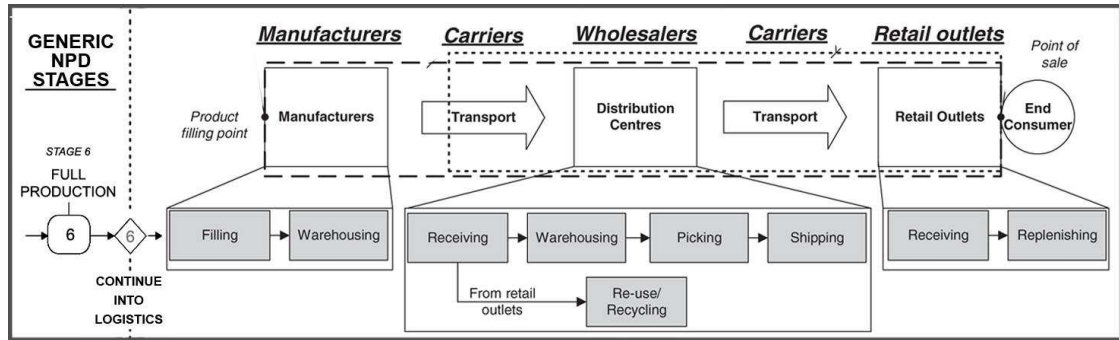 GENERIC
NPD
STAGES
STAGE 6
FULL
PRODUCTION
6
6
CONTINUE
INTO
LOGISTICS
Manufacturers
Carriers
Wholesalers
Carriers
Retail outlets
Point of
sale
Product
filling point
Manufacturers
Transport
Distribution
Centres
Transport
Retail Outlets
End
Consumer
Filling
Warehousing
Receiving
Warehousing
Picking
Shipping
From retail
outlets
Re-use/
Recycling
Receiving
Replenishing